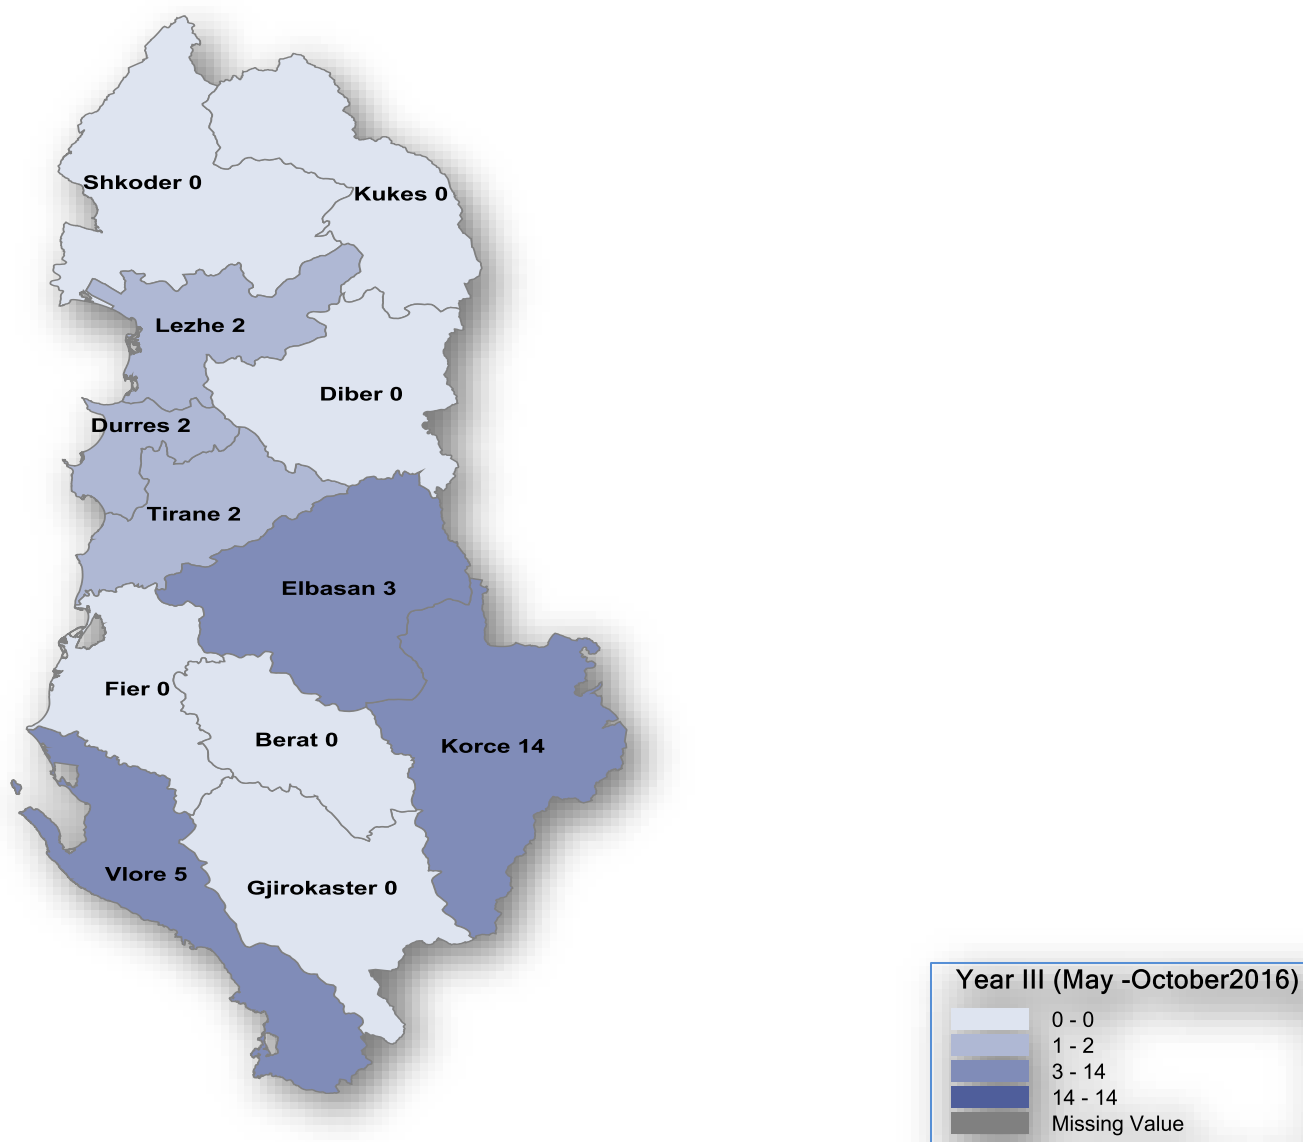 Shkoder 0
Kukes 0
Lezhe 2
Diber 0
Durres 2
Tirane 2
Elbasan 3
Fier 0
Berat 0
Korce 14
Vlore 5
Gjirokaster 0
Year III (May -October2016)
0 - 0
1 - 2
3 - 14
14 - 14
Missing Value